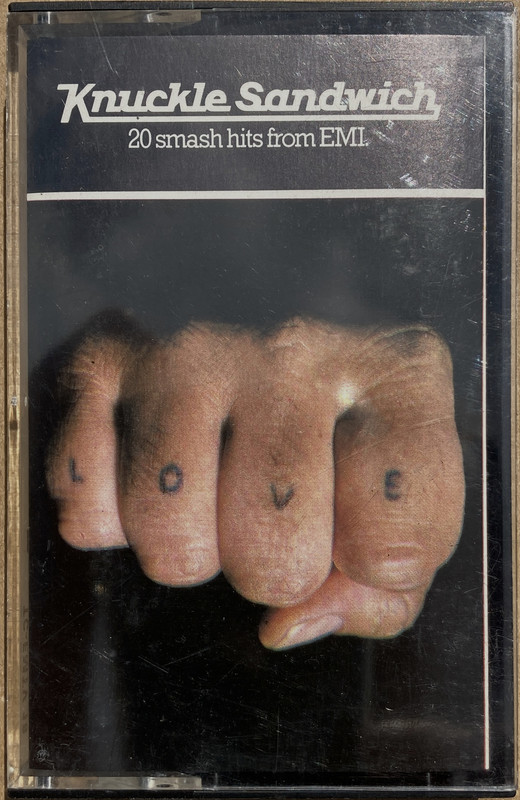 Knuckle Sandwich
20 smash hits from EMI.
L O V E